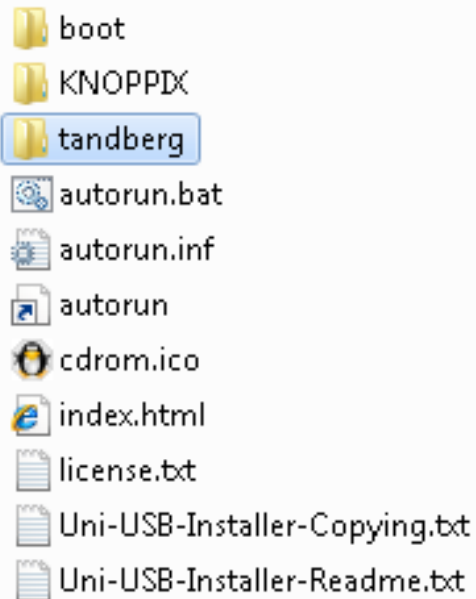 boot
KNOPPIX
tandberg
autorun.bat
autorun.inf
autorun
cdrom.ico
index.html
license.txt
Uni-USB-Installer-Copying.txt
Uni-USB-Installer-Readme.txt